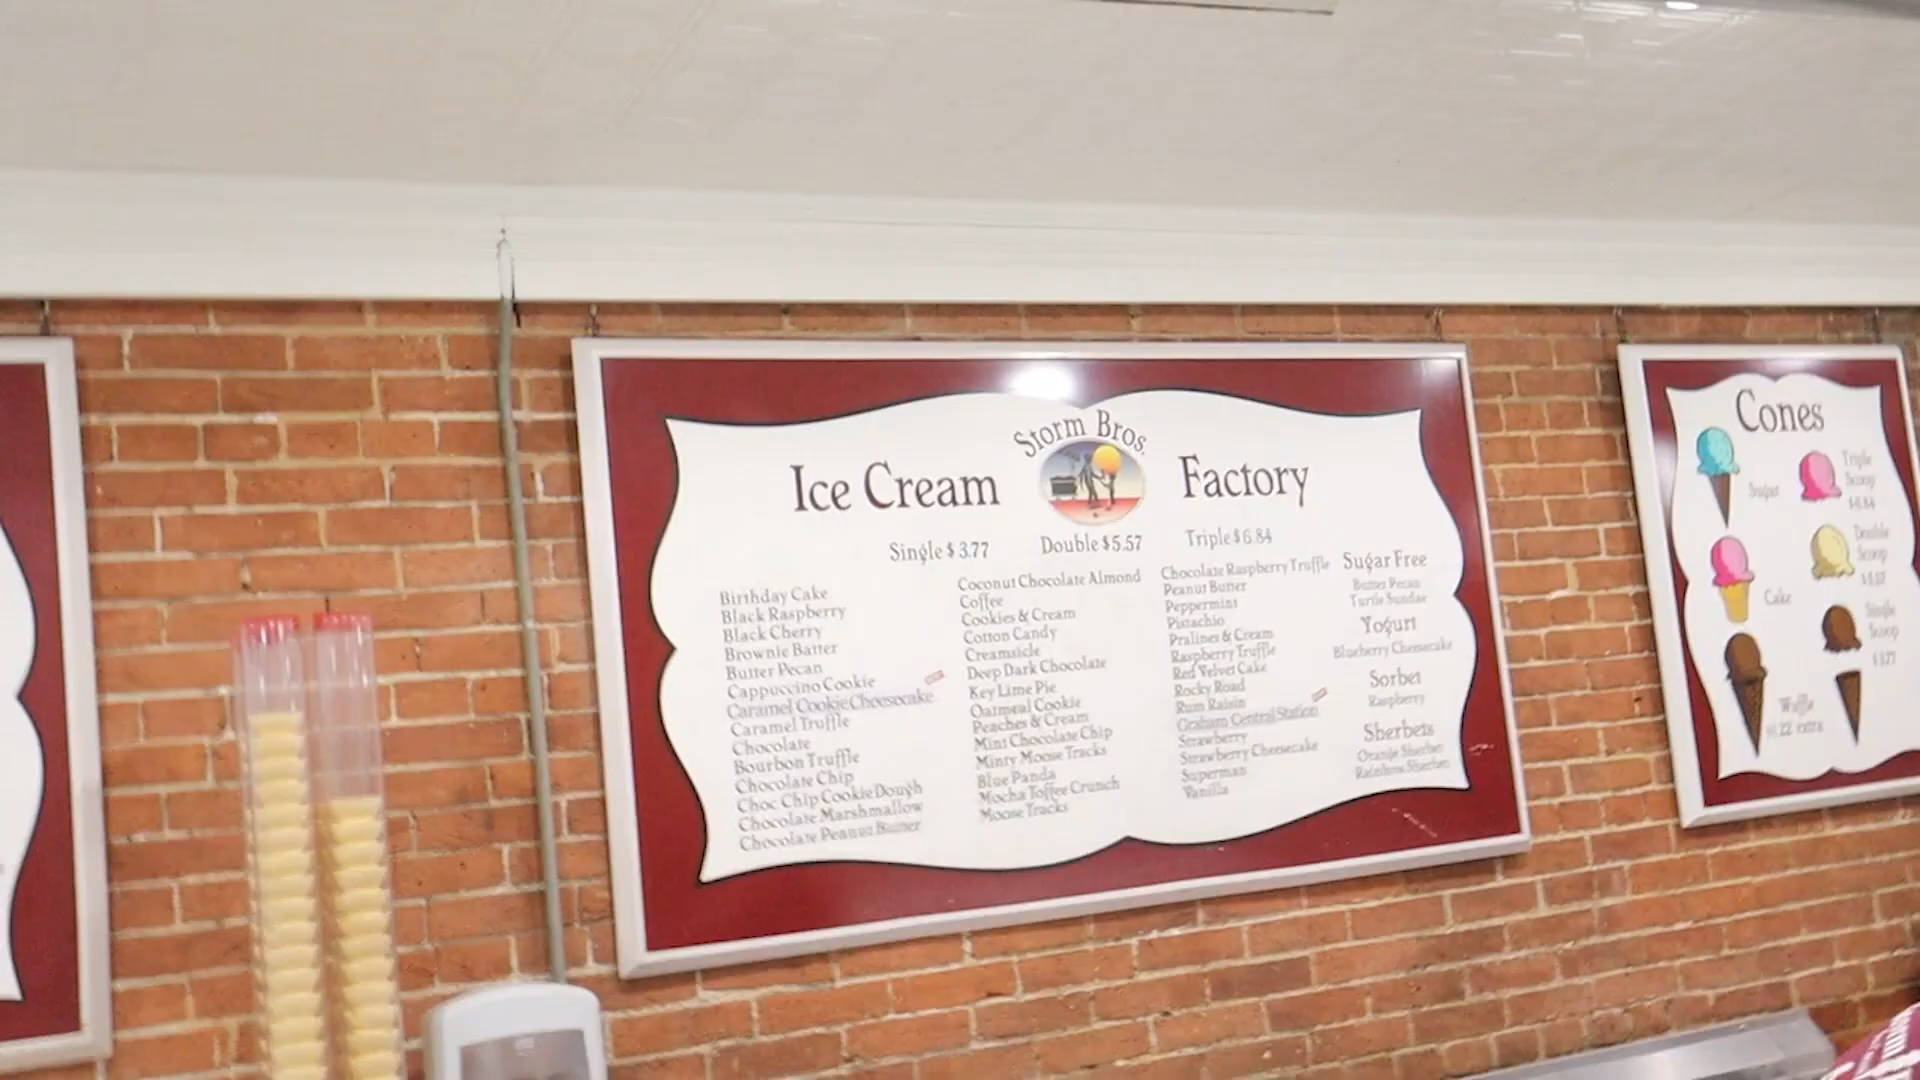 Storm Bros.
Ice Cream Factory
Single $3.77 Double $5.57 Triple $6.84
Birthday Cake
Black Raspberry
Black Cherry
Brownie Batter
Butter Pecan
Cappuccino Cookie
Caramel Cookie Cheesecake
Caramel Truffle
Chocolate
Bourbon Truffle
Chocolate Chip
Choc Chip Cookie Dough
Chocolate Marshmallow
Chocolate Peanut Butter
Coconut Chocolate Almond
Coffee
Cookies & Cream
Cotton Candy
Creamsicle
Deep Dark Chocolate
Key Lime Pie
Oatmeal Cookie
Peaches & Cream
Mint Chocolate Chip
Minty Moose Tracks
Blue Panda
Mocha Toffee Crunch
Moose Tracks
Chocolate Raspberry Truffle
Peanut Butter
Peppermint
Pistachio
Pralines & Cream
Raspberry Truffle
Red Velvet Cake
Rocky Road
Rum Raisin
Graham Central Station
Strawberry
Strawberry Cheesecake
Superman
Vanilla
Sugar Free
Butter Pecan
Turtle Sundae
Yogurt
Blueberry Cheesecake
Sorbet
Raspberry
Sherbets
Orange Sherbet
Rainbow Sherbet
Cones
Sugar
Triple
Scoop
$6.84
Cake
Double
Scoop
$5.57
Waffle
extra
Single
Scoop
$3.77